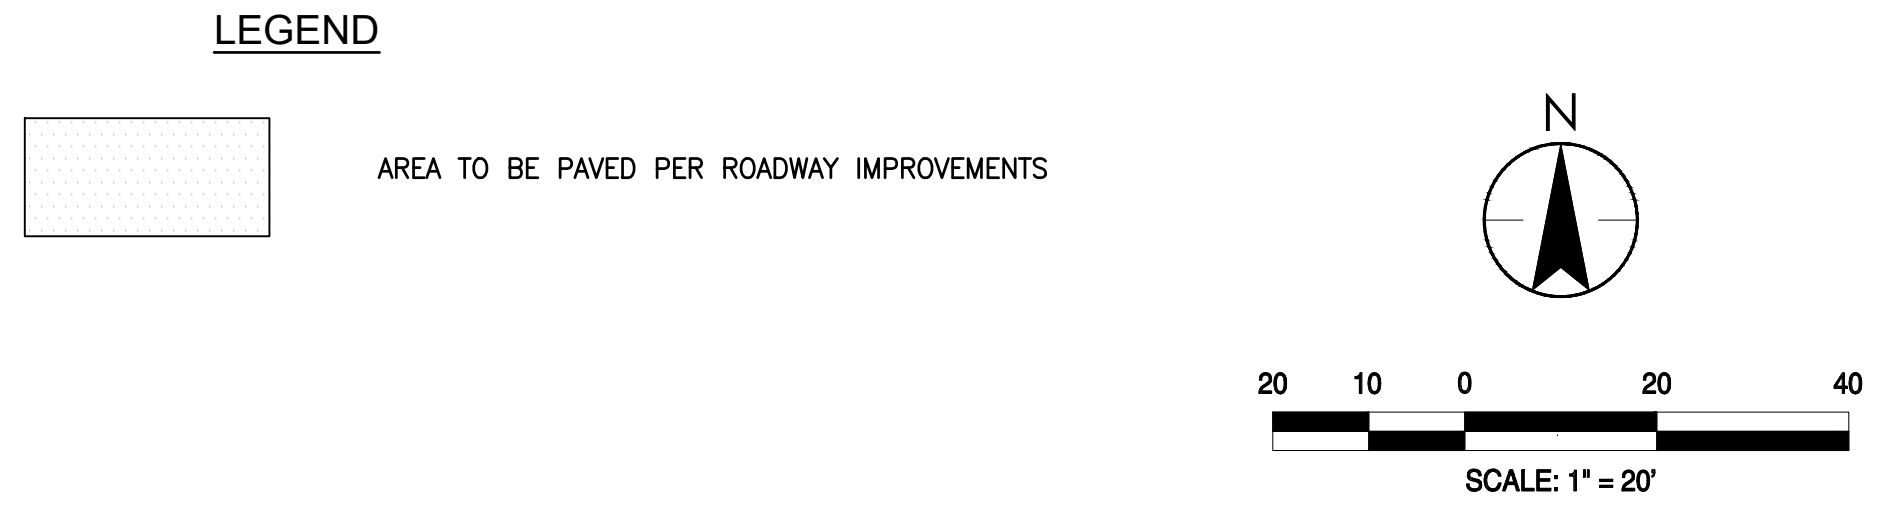 LEGEND
AREA TO BE PAVED PER ROADWAY IMPROVEMENTS
N
20 10 0 20 40
SCALE: 1" = 20'